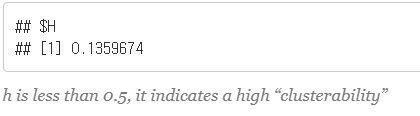 ## $H
## [1] 0.1359674
h is less than 0.5, it indicates a high “clusterability”